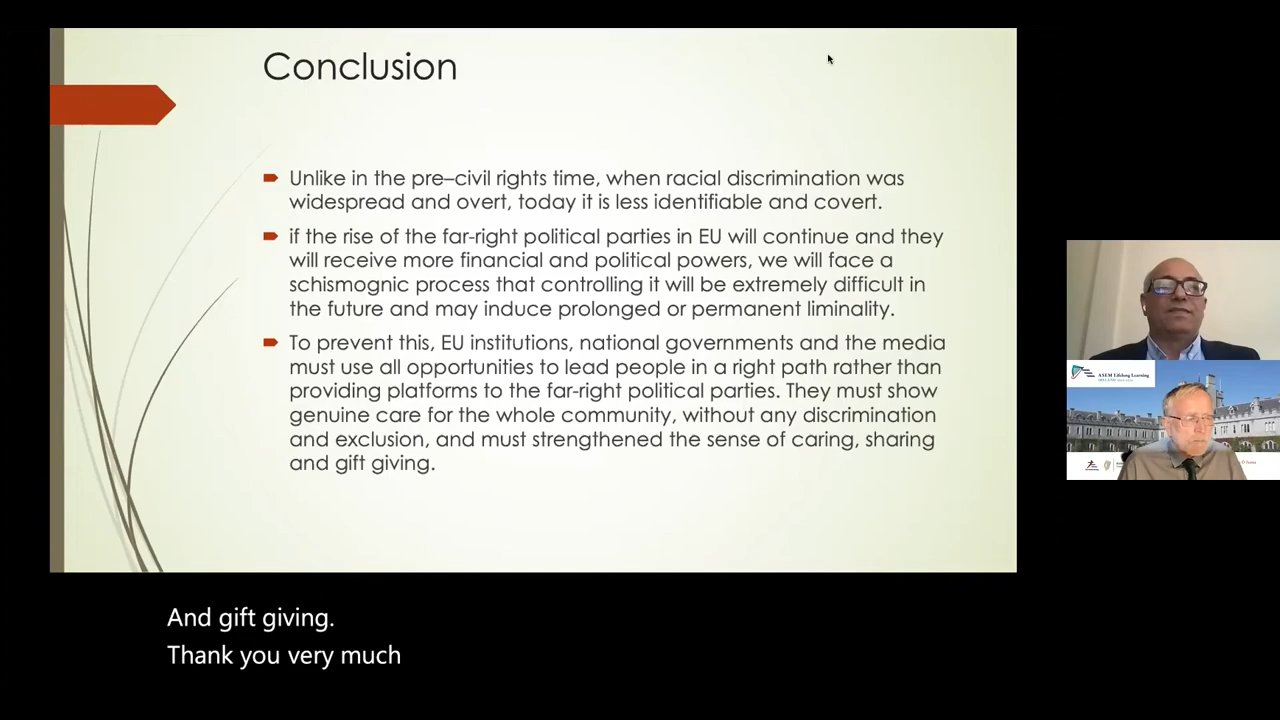 Conclusion
Unlike in the pre–civil rights time, when racial discrimination was
widespread and overt, today it is less identifiable and covert.
if the rise of the far-right political parties in EU will continue and they
will receive more financial and political powers, we will face a
schismognic process that controlling it will be extremely difficult in
the future and may induce prolonged or permanent liminality.
To prevent this, EU institutions, national governments and the media
must use all opportunities to lead people in a right path rather than
providing platforms to the far-right political parties. They must show
genuine care for the whole community, without any discrimination
and exclusion, and must strengthened the sense of caring, sharing
and gift giving.
ASEM Lifelong Learning
And gift giving.
Thank you very much